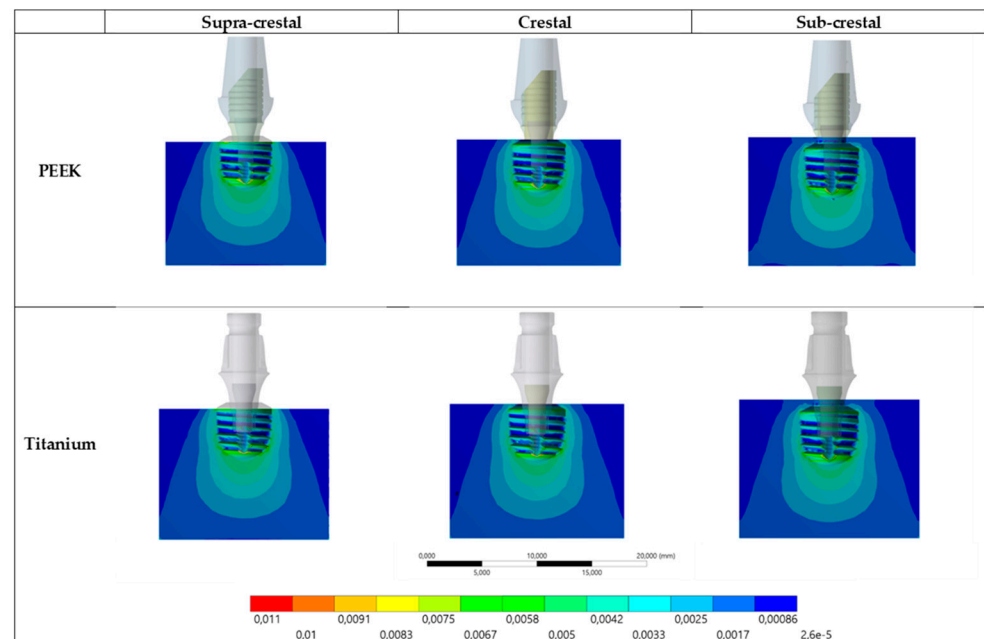 Supra-crestal Crestal Sub-crestal
PEEK
Titanium
0,000 10,000 20,000 (mm)
5,000 15,000
0,011 0,0091 0,0075 0,0058 0,0042 0,0025 0,00086
0,01 0,0083 0,0067 0,005 0,0033 0,0017 2,6e-5